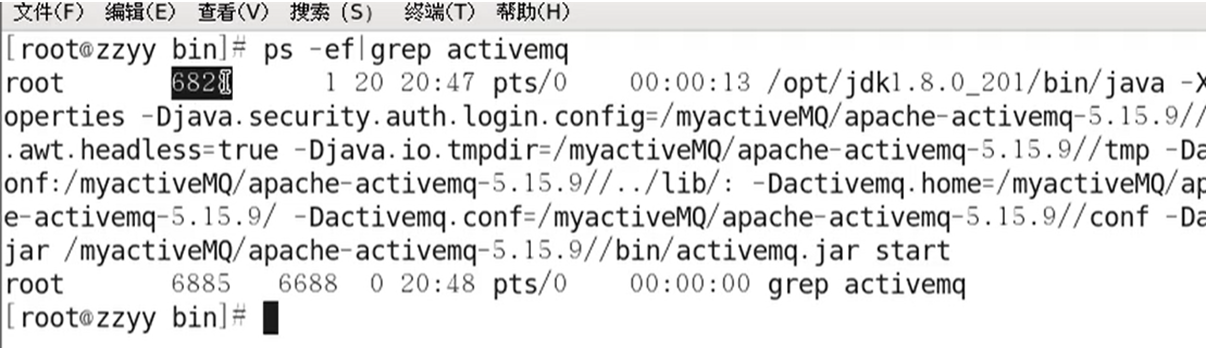 文件(F) 编辑(E) 查看(V) 搜索 (S) 终端(T) 帮助(H)
[root@zzyy bin]# ps -ef|grep activemq
root 1 20 20:47 pts/0 00:00:13 /opt/jdk1.8.0_201/bin/java -X
operties -Djava.security.auth.login.config=/myactiveMQ/apache-activemq-5.15.9//
.awt.headless=true -Djava.io.tmpdir=/myactiveMQ/apache-activemq-5.15.9//tmp -Da
onf:/myactiveMQ/apache-activemq-5.15.9//../lib/: -Dactivemq.home=/myactiveMQ/ap
e-activemq-5.15.9/ -Dactivemq.conf=/myactiveMQ/apache-activemq-5.15.9//conf -Da
jar /myactiveMQ/apache-activemq-5.15.9//bin/activemq.jar start
root 6885 6688 0 20:48 pts/0 00:00:00 grep activemq
[root@zzyy bin]#